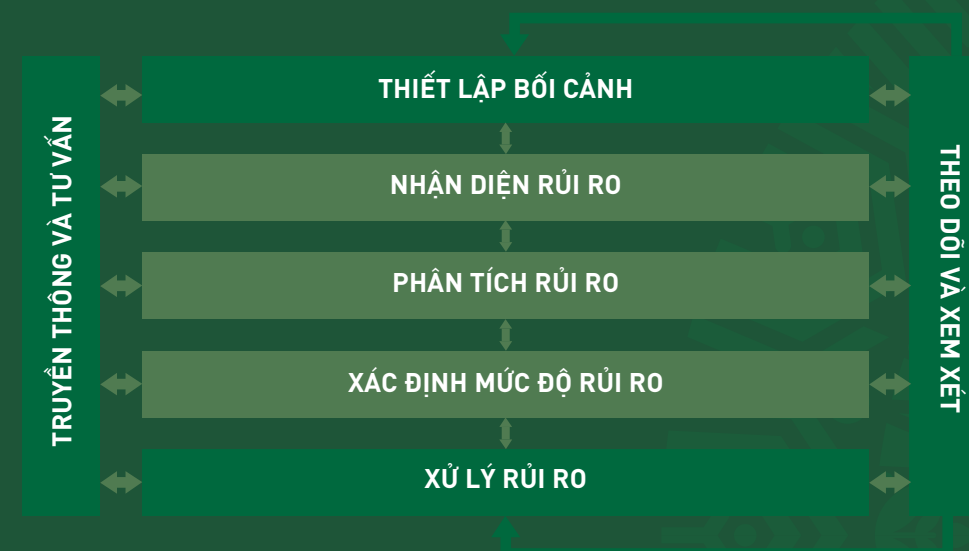 THIẾT LẬP BỐI CẢNH
TRUYỀN THÔNG VÀ TƯ VẤN
NHẬN DIỆN RỦI RO
PHÂN TÍCH RỦI RO
XÁC ĐỊNH MỨC ĐỘ RỦI RO
XỬ LÝ RỦI RO
THEO DÕI VÀ XEM XÉT